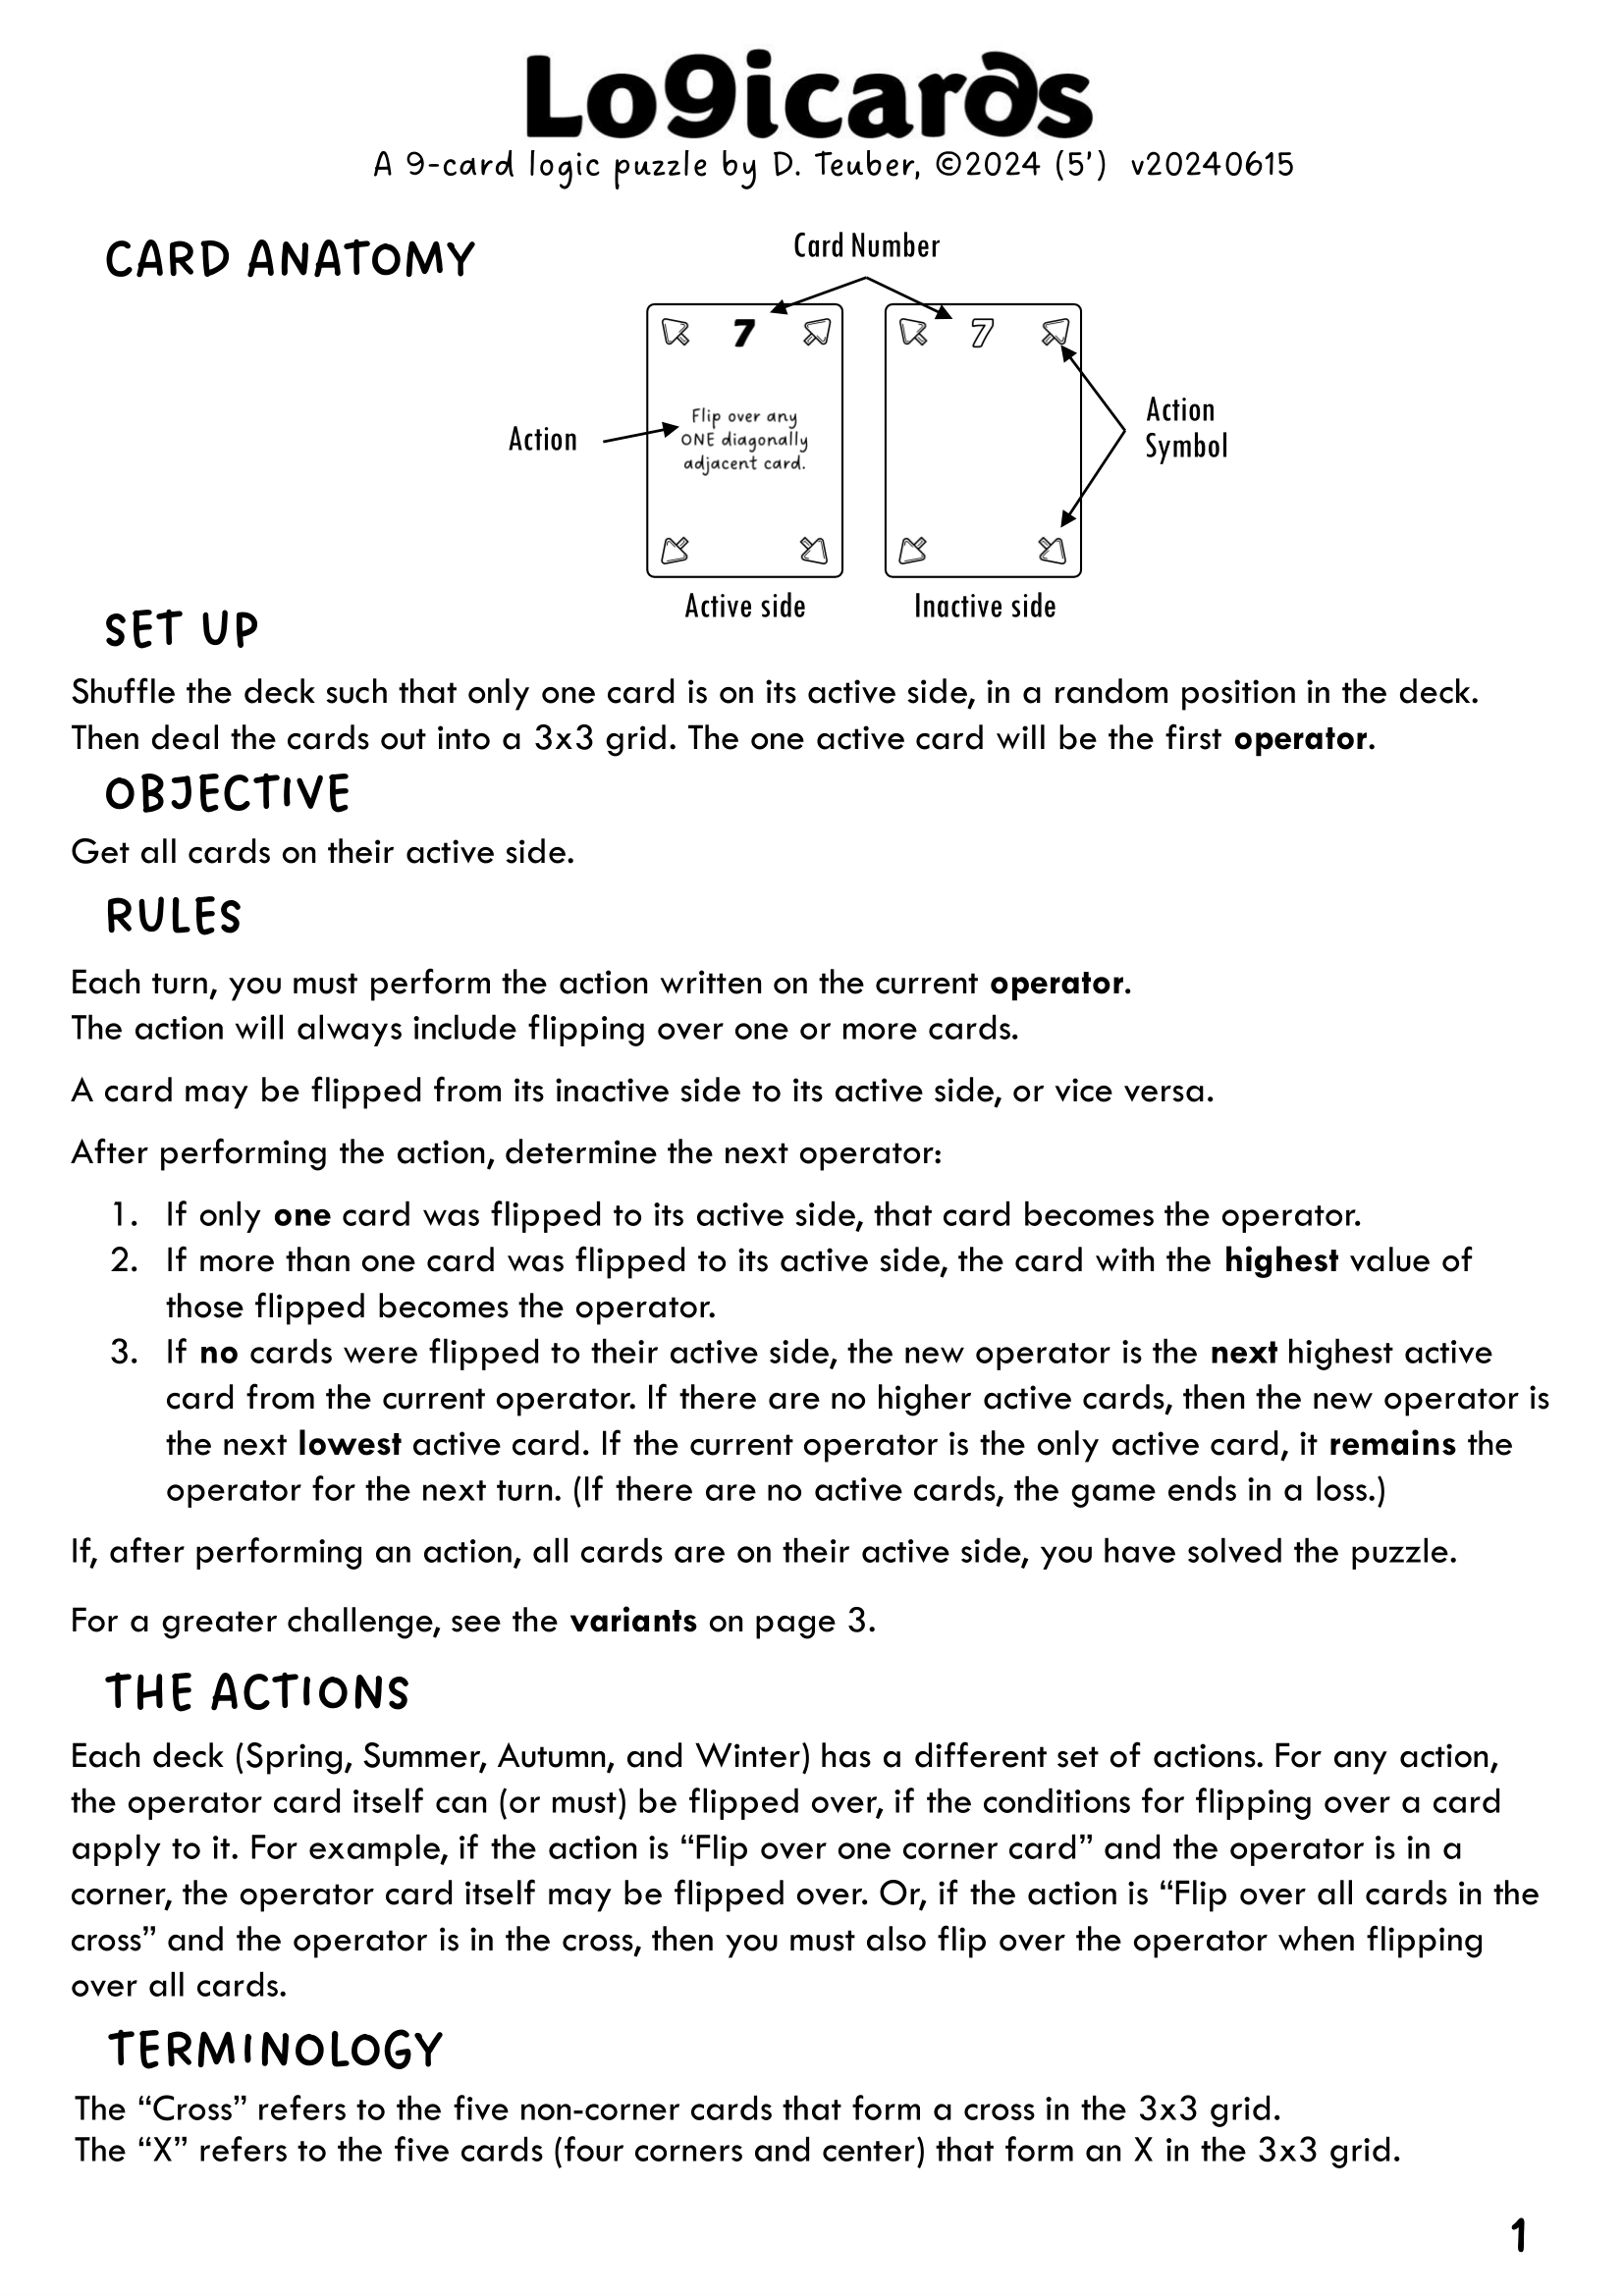 Lo9icards
A 9-card logic puzzle by D. Teuber, ©2024 (5') v20240615
CARD ANATOMY
Card Number
7
7
Action
Flip over any
ONE diagonally
adjacent card.
Action
Symbol
Active side
Inactive side
SET UP
Shuffle the deck such that only one card is on its active side, in a random position in the deck.
Then deal the cards out into a 3x3 grid. The one active card will be the first operator.
OBJECTIVE
Get all cards on their active side.
RULES
Each turn, you must perform the action written on the current operator.
The action will always include flipping over one or more cards.
A card may be flipped from its inactive side to its active side, or vice versa.
After performing the action, determine the next operator:
1. If only one card was flipped to its active side, that card becomes the operator.
2. If more than one card was flipped to its active side, the card with the highest value of
those flipped becomes the operator.
3. If no cards were flipped to their active side, the new operator is the next highest active
card from the current operator. If there are no higher active cards, then the new operator is
the next lowest active card. If the current operator is the only active card, it remains the
operator for the next turn. (If there are no active cards, the game ends in a loss.)
If, after performing an action, all cards are on their active side, you have solved the puzzle.
For a greater challenge, see the variants on page 3.
THE ACTIONS
Each deck (Spring, Summer, Autumn, and Winter) has a different set of actions. For any action,
the operator card itself can (or must) be flipped over, if the conditions for flipping over a card
apply to it. For example, if the action is “Flip over one corner card” and the operator is in a
corner, the operator card itself may be flipped over. Or, if the action is “Flip over all cards in the
cross” and the operator is in the cross, then you must also flip over the operator when flipping
over all cards.
TERMINOLOGY
The “Cross” refers to the five non-corner cards that form a cross in the 3x3 grid.
The “X” refers to the five cards (four corners and center) that form an X in the 3x3 grid.
1